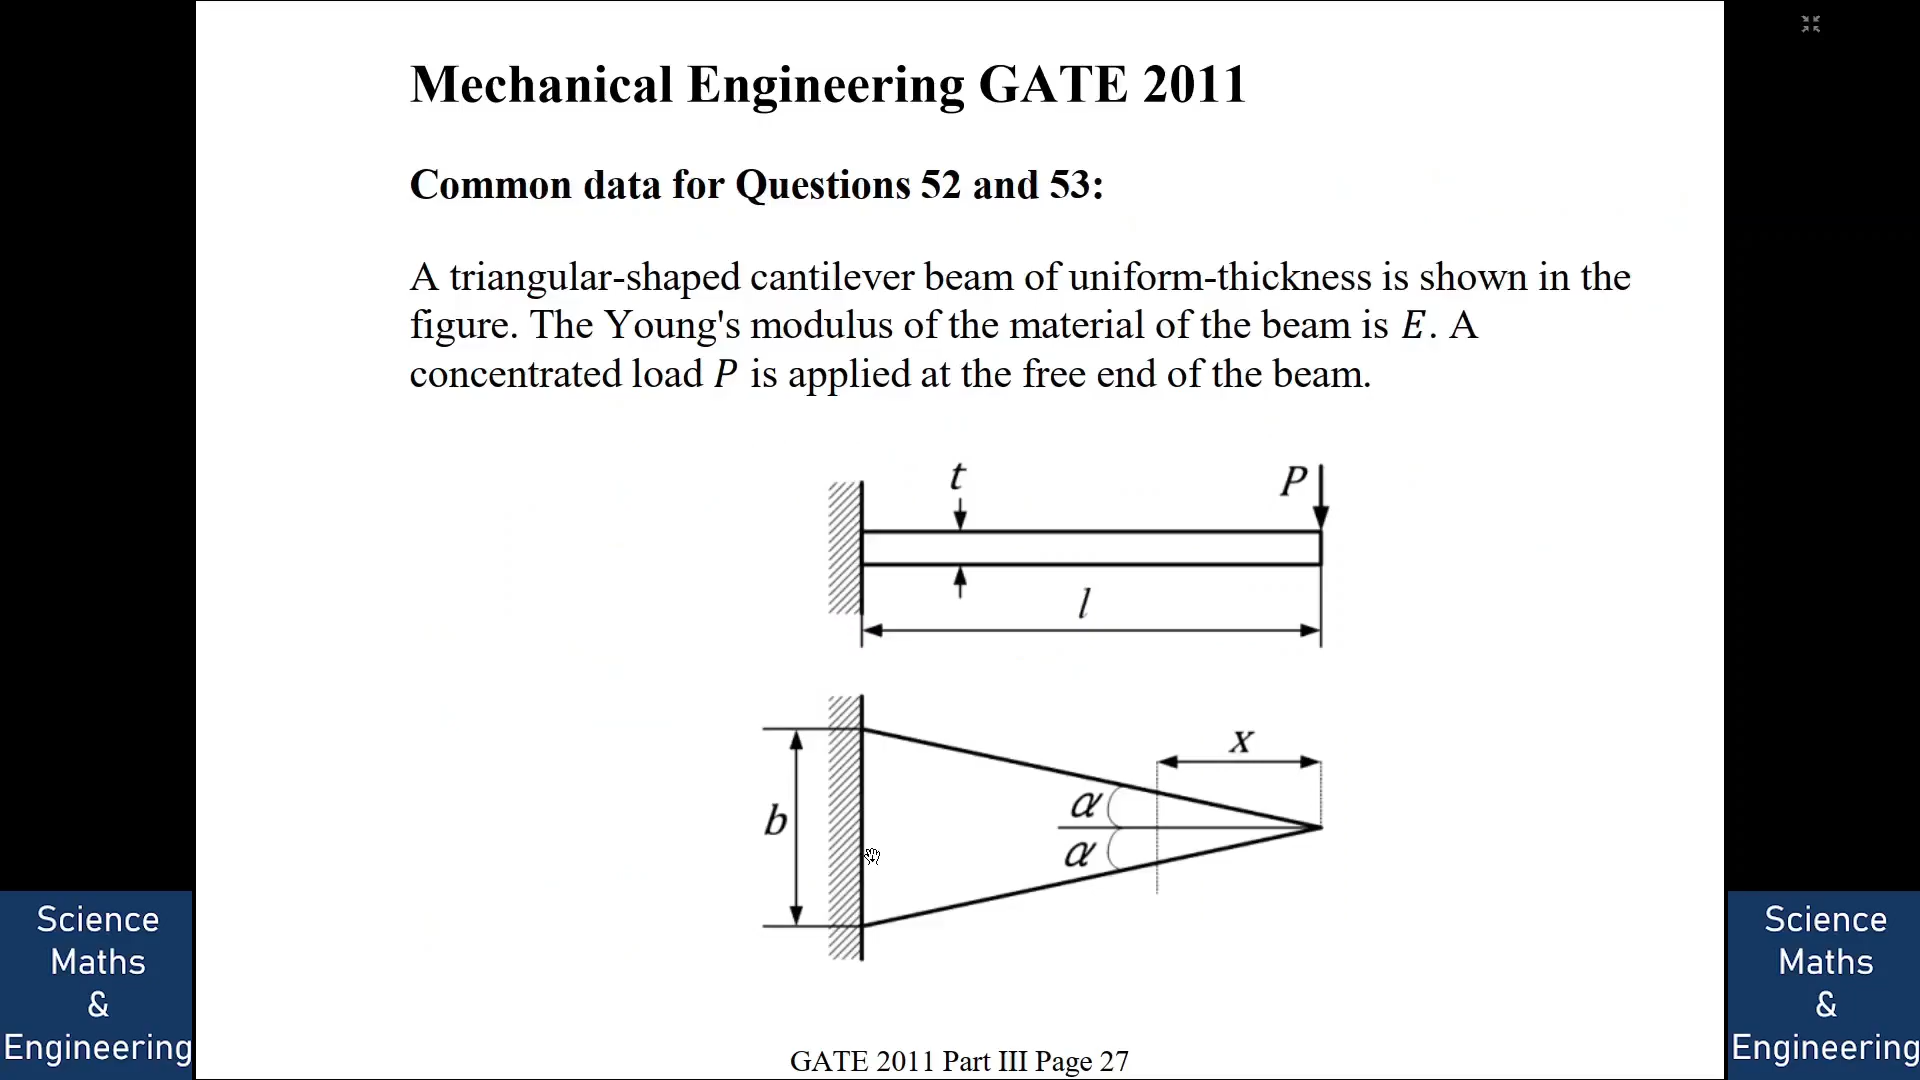 Mechanical Engineering GATE 2011
Common data for Questions 52 and 53:
A triangular-shaped cantilever beam of uniform-thickness is shown in the
figure. The Young's modulus of the material of the beam is E. A
concentrated load P is applied at the free end of the beam.
t
P
l
x
α
b
α
Science
Maths
&
Engineering
Science
Maths
&
Engineering
GATE 2011 Part III Page 27